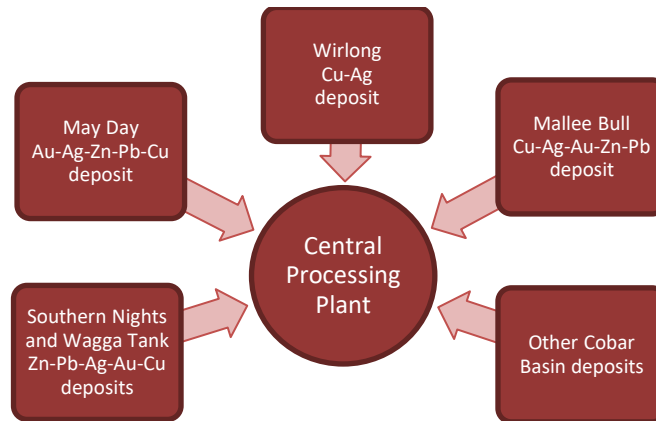 Wirlong
Cu-Ag
deposit
May Day
Au-Ag-Zn-Pb-Cu
deposit
Mallee Bull
Cu-Ag-Au-Zn-Pb
deposit
Central
Processing
Plant
Southern Nights
and Wagga Tank
Zn-Pb-Ag-Au-Cu
deposits
Other Cobar
Basin deposits